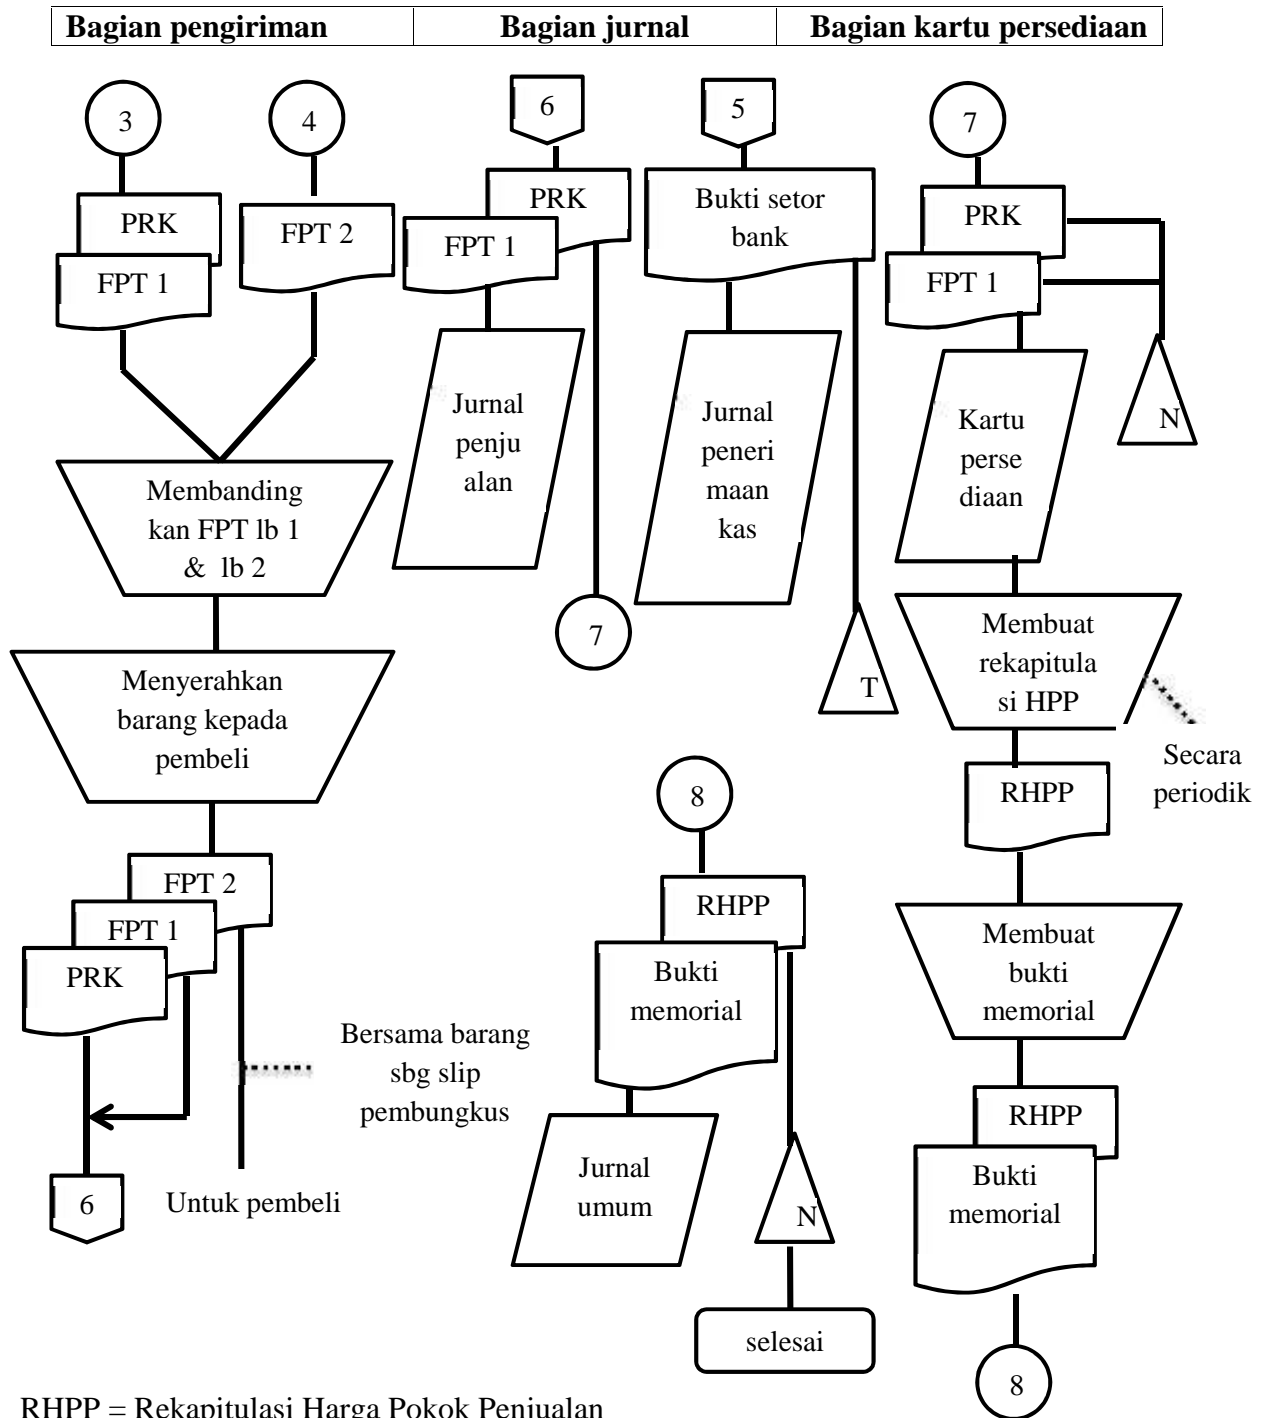 Bagian pengiriman
Bagian jurnal
Bagian kartu persediaan
3
4
PRK
FPT 1
FPT 2
Membanding
kan FPT lb 1
& lb 2
Menyerahkan
barang kepada
pembeli
FPT 2
FPT 1
PRK
6
Untuk pembeli
Bersama barang
sbg slip
pembungkus
6
PRK
FPT 1
Jurnal
penju
alan
7
5
Bukti setor
bank
Jurnal
peneri
maan
kas
T
8
RHPP
Bukti
memorial
Jurnal
umum
N
selesai
7
PRK
FPT 1
N
Kartu
perse
diaan
Membuat
rekapitula
si HPP
Secara
periodik
RHPP
Membuat
bukti
memorial
RHPP
Bukti
memorial
8
RHPP = Rekapitulasi Harga Pokok Penjualan